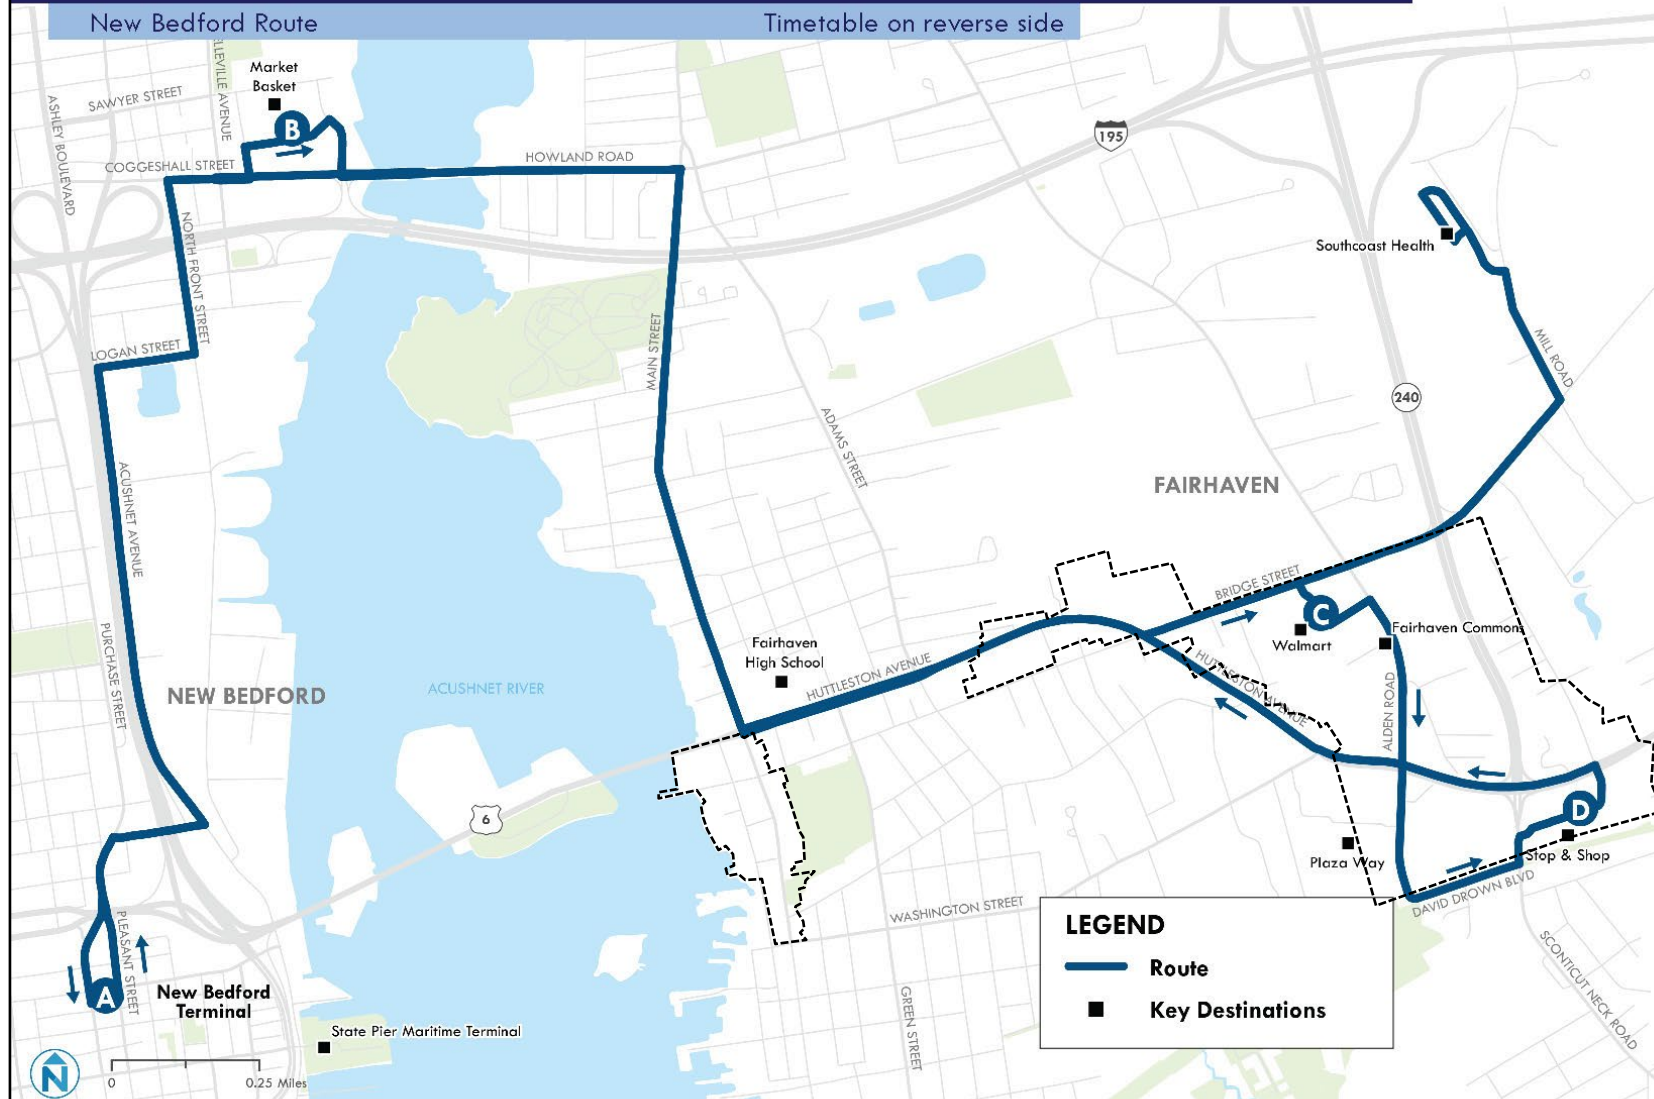 New Bedford Route
Timetable on reverse side
Market
Basket
SAWYER STREET
ELLEVILLE AVENUE
ASHLEY BOULEVARD
B
COGGESHALL STREET
HOWLAND ROAD
195
NORTH FRONT STREET
Southcoast Health
LOGAN STREET
MAIN STREET
MILL ROAD
240
ADAMS STREET
ACUSHNET AVENUE
FAIRHAVEN
BRIDGE STREET
C
Walmart
Fairhaven Commons
Fairhaven
High School
HUTTLESTON AVENUE
HUTTLESTON AVENUE
PURCHASE STREET
NEW BEDFORD
ACUSHNET RIVER
ALDEN ROAD
6
D
Plaza Way
Stop & Shop
DAVID DROWN BLVD
WASHINGTON STREET
PLEASANT STREET
A
New Bedford
Terminal
LEGEND
Route
Key Destinations
SCONTICUT NECK ROAD
GREEN STREET
State Pier Maritime Terminal
N
0
0.25 Miles